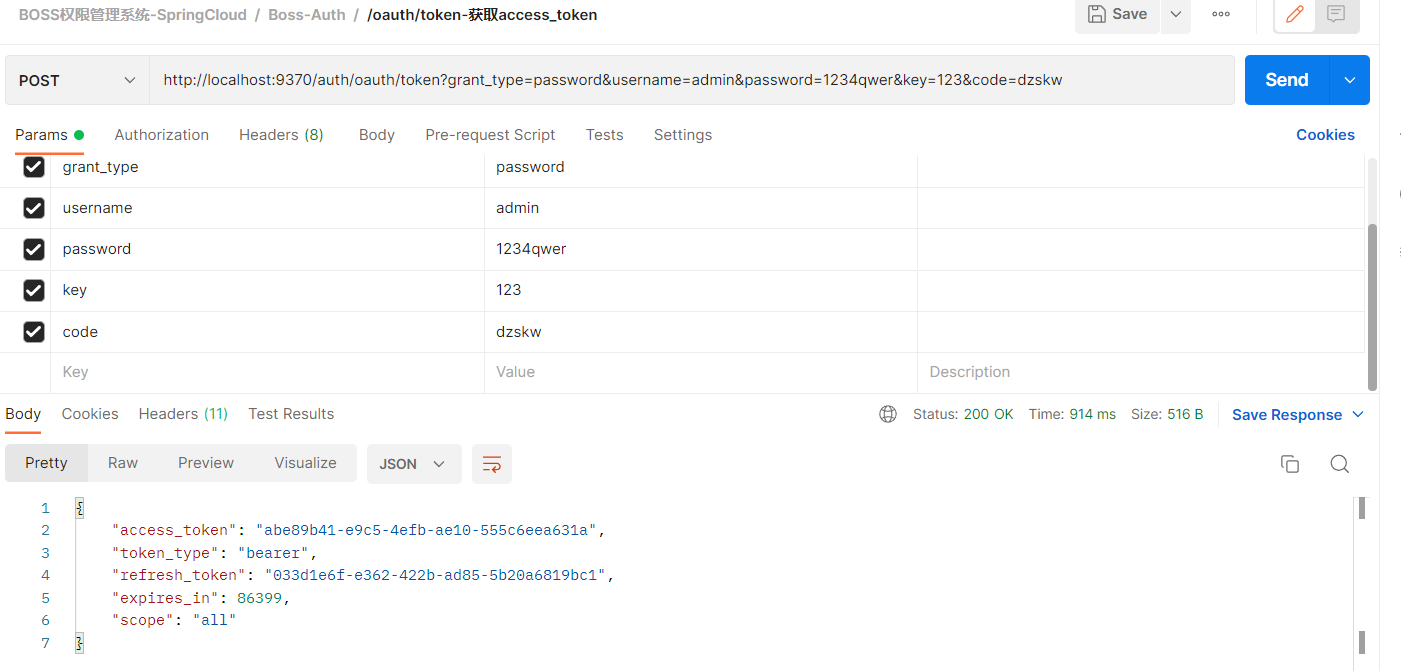 BOSS权限管理系统-SpringCloud / Boss-Auth / /oauth/token-获取access_token
Save
POST
http://localhost:9370/auth/oauth/token?grant_type=password&username=admin&password=1234qwer&key=123&code=dzskw
Send
Params Authorization Headers (8) Body Pre-request Script Tests Settings Cookies
grant_type password
username admin
password 1234qwer
key 123
code dzskw
Key Value Description
Body Cookies Headers (11) Test Results Status: 200 OK Time: 914 ms Size: 516 B Save Response
Pretty Raw Preview Visualize JSON
1 {
2 "access_token": "abe89b41-e9c5-4efb-ae10-555c6eea631a",
3 "token_type": "bearer",
4 "refresh_token": "033d1e6f-e362-422b-ad85-5b20a6819bc1",
5 "expires_in": 86399,
6 "scope": "all"
7 }